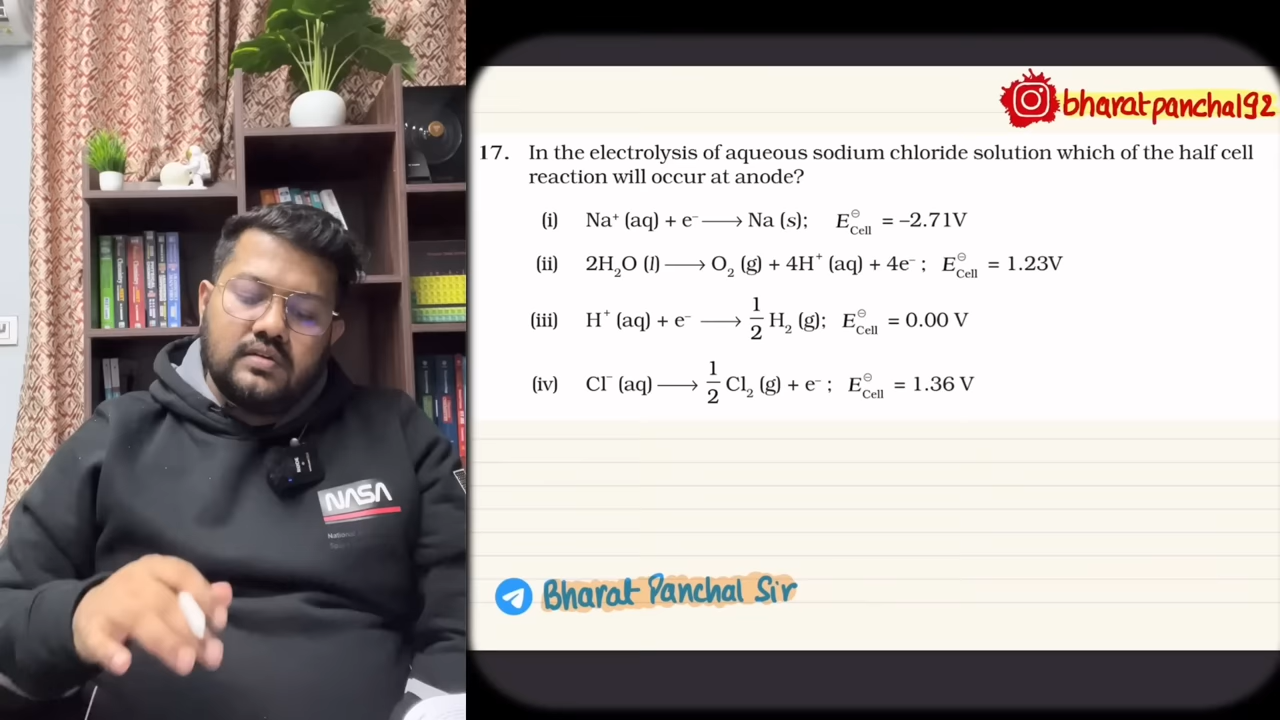 bharatpanchal92
17. In the electrolysis of aqueous sodium chloride solution which of the half cell
reaction will occur at anode?
(i) Na⁺ (aq) + e⁻ ⟶ Na (s); E⊖Cell = –2.71V
(ii) 2H₂O (l) ⟶ O₂ (g) + 4H⁺ (aq) + 4e⁻ ; E⊖Cell = 1.23V
(iii) H⁺ (aq) + e⁻ ⟶ 1/2 H₂ (g); E⊖Cell = 0.00 V
(iv) Cl⁻ (aq) ⟶ 1/2 Cl₂ (g) + e⁻ ; E⊖Cell = 1.36 V
NASA
National
Bharat Panchal Sir